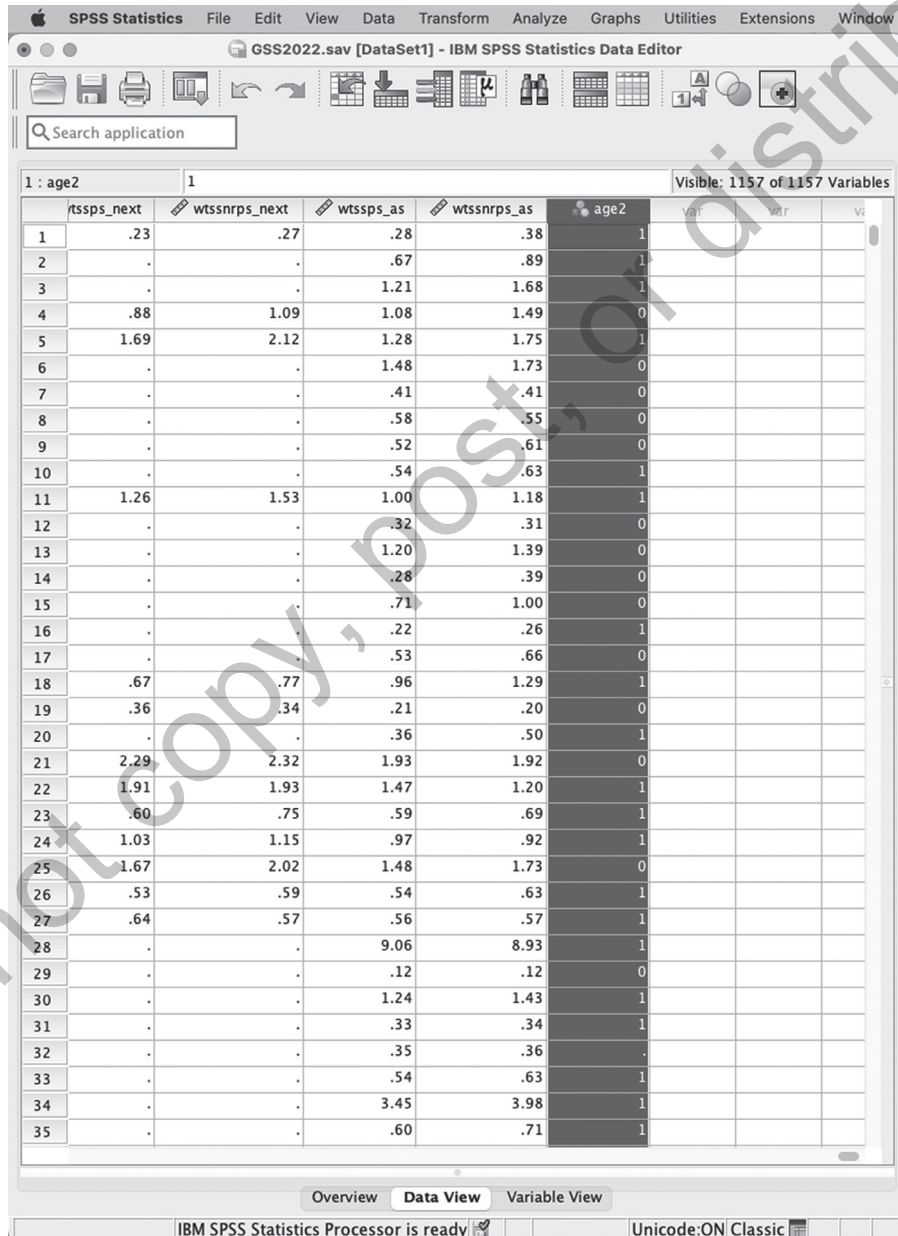 SPSS Statistics File Edit View Data Transform Analyze Graphs Utilities Extensions Window
GSS2022.sav [DataSet1] - IBM SPSS Statistics Data Editor
Search application
1 : age2 1 Visible: 1157 of 1157 Variables
wtssps_next wtssnrps_next wtssps_as wtssnrps_as age2 var var va
1 .23 .27 .28 .38 1
2 . . .67 .89 1
3 . . 1.21 1.68 1
4 .88 1.09 1.08 1.49 0
5 1.69 2.12 1.28 1.75 1
6 . . 1.48 1.73 0
7 . . .41 .41 0
8 . . .58 .55 0
9 . . .52 .61 0
10 . . .54 .63 1
11 1.26 1.53 1.00 1.18 1
12 . . .32 .31 0
13 . . 1.20 1.39 0
14 . . .28 .39 0
15 . . .71 1.00 0
16 . . .22 .26 1
17 . . .53 .66 0
18 .67 .77 .96 1.29 1
19 .36 .34 .21 .20 0
20 . . .36 .50 1
21 2.29 2.32 1.93 1.92 0
22 1.91 1.93 1.47 1.20 1
23 .60 .75 .59 .69 1
24 1.03 1.15 .97 .92 1
25 1.67 2.02 1.48 1.73 0
26 .53 .59 .54 .63 1
27 .64 .57 .56 .57 1
28 . . 9.06 8.93 1
29 . . .12 .12 0
30 . . 1.24 1.43 1
31 . . .33 .34 1
32 . . .35 .36 .
33 . . .54 .63 1
34 . . 3.45 3.98 1
35 . . .60 .71 1
Overview Data View Variable View
IBM SPSS Statistics Processor is ready Unicode:ON Classic
not copy, post, or distrib